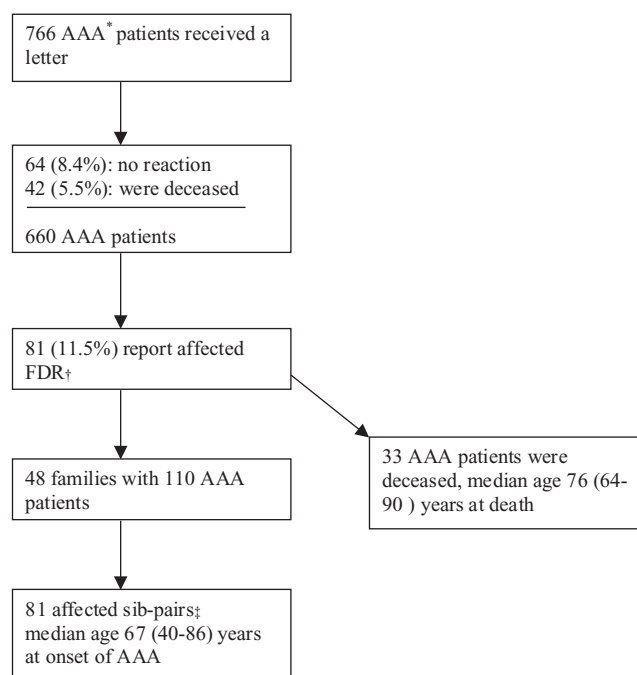 766 AAA* patients received a
letter
64 (8.4%): no reaction
42 (5.5%): were deceased
660 AAA patients
81 (11.5%) report affected
FDR†
33 AAA patients were
deceased, median age 76 (64-
90 ) years at death
48 families with 110 AAA
patients
81 affected sib-pairs‡
median age 67 (40-86) years
at onset of AAA